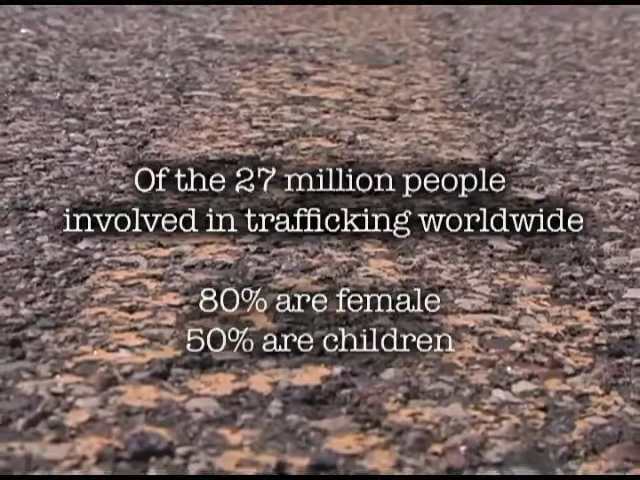 Of the 27 million people
involved in trafficking worldwide
80% are female
50% are children